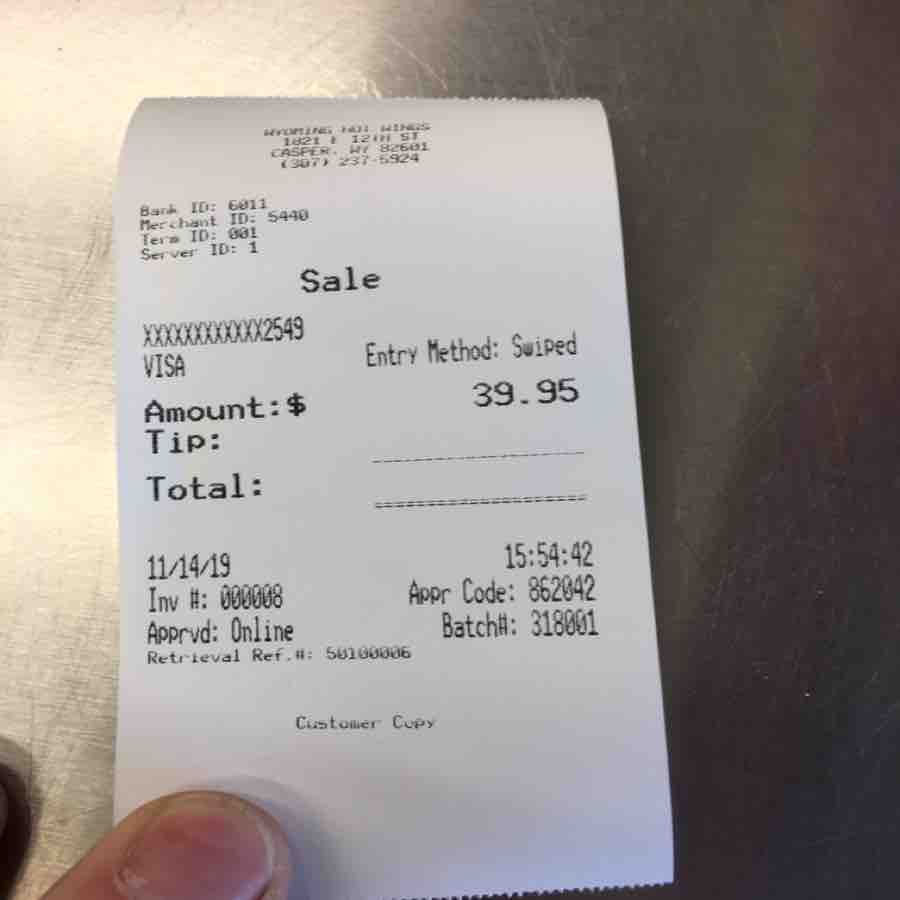 WYOMING HOT WINGS
1021 E 12TH ST
CASPER, WY 82601
(307) 237-5924
Bank ID: 6011
Merchant ID: 5440
Term ID: 001
Server ID: 1
Sale
XXXXXXXXXXXX2549
VISA Entry Method: Swiped
Amount:$ 39.95
Tip:
Total:
11/14/19 15:54:42
Inv #: 000008 Appr Code: 862042
Apprvd: Online Batch#: 318001
Retrieval Ref.#: 50100006
Customer Copy